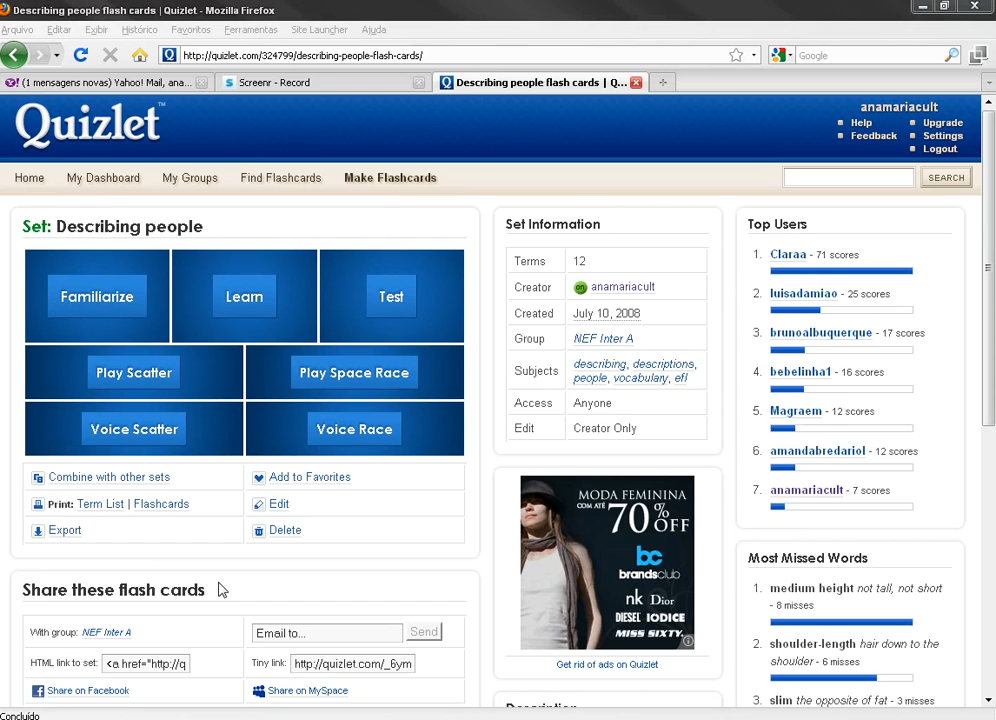 Describing people flash cards | Quizlet - Mozilla Firefox
Arquivo Editar Exibir Histórico Favoritos Ferramentas Site Launcher Ajuda
http://quizlet.com/324799/describing-people-flash-cards/
Google
(1 mensagens novas) Yahoo! Mail, ana...
Screenr - Record
Describing people flash cards | Q...
Quizlet™
anamariacult
Help
Upgrade
Feedback
Settings
Logout
Home My Dashboard My Groups Find Flashcards Make Flashcards
SEARCH
Set: Describing people
Familiarize
Learn
Test
Play Scatter
Play Space Race
Voice Scatter
Voice Race
Combine with other sets
Add to Favorites
Print: Term List | Flashcards
Edit
Export
Delete
Share these flash cards
With group: NEF Inter A
Email to...
Send
HTML link to set: <a href="http://q
Tiny link: http://quizlet.com/_6ym
Share on Facebook
Share on MySpace
Set Information
Terms 12
Creator on anamariacult
Created July 10, 2008
Group NEF Inter A
Subjects describing, descriptions,
people, vocabulary, efl
Access Anyone
Edit Creator Only
MODA FEMININA
COM ATÉ 70%
OFF
bc
brandsclub
nk Dior
DIESEL IODICE
MISS SIXTY.
Get rid of ads on Quizlet
Top Users
1. Claraa - 71 scores
2. luisadamiao - 25 scores
3. brunoalbuquerque - 17 scores
4. bebelinha1 - 16 scores
5. Magraem - 12 scores
6. amandabredariol - 12 scores
7. anamariacult - 7 scores
Most Missed Words
1. medium height not tall, not short
- 8 misses
2. shoulder-length hair down to the
shoulder - 6 misses
3. slim the opposite of fat - 3 misses
Concluído